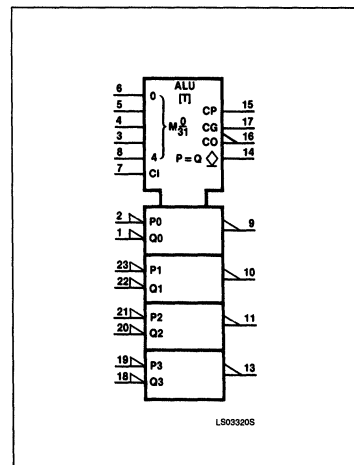 ALU
[T]
6 0
5
4 M 0/31
3
8 4
7 CI
CP 15
CG 17
CO 16
P = Q 14
2 P0
1 Q0
9
23 P1
22 Q1
10
21 P2
20 Q2
11
19 P3
18 Q3
13
LS03320S